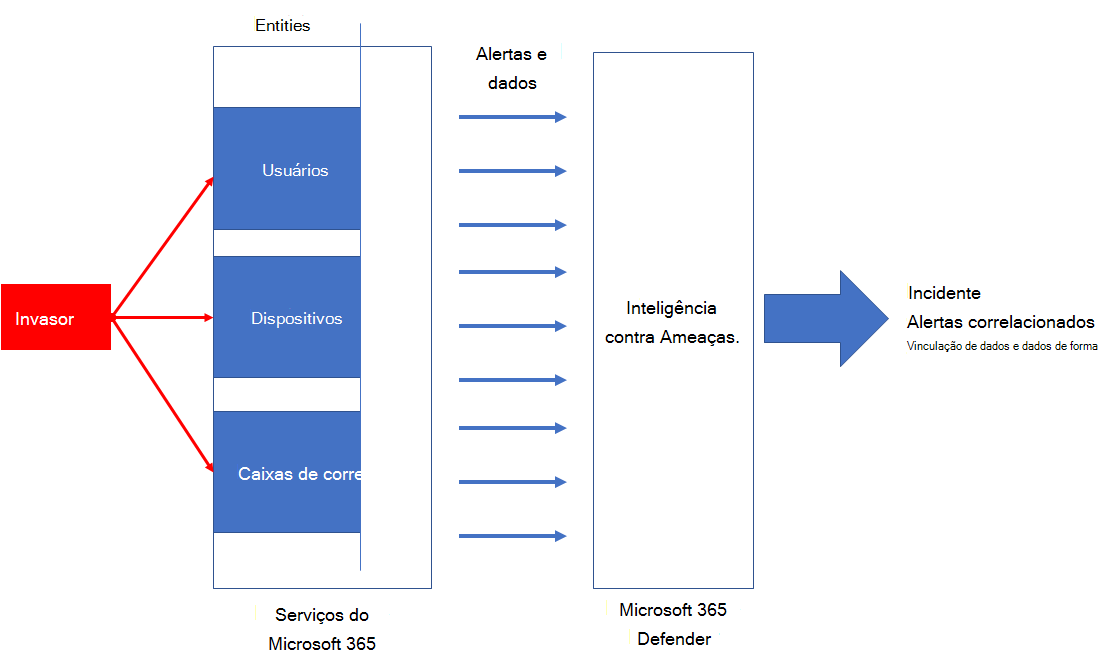 Entities
Alertas e
dados
Usuários
Dispositivos
Caixas de corre
Invasor
Inteligência
contra Ameaças.
Incidente
Alertas correlacionados
Vinculação de dados e dados de forma
Serviços do
Microsoft 365
Microsoft 365
Defender